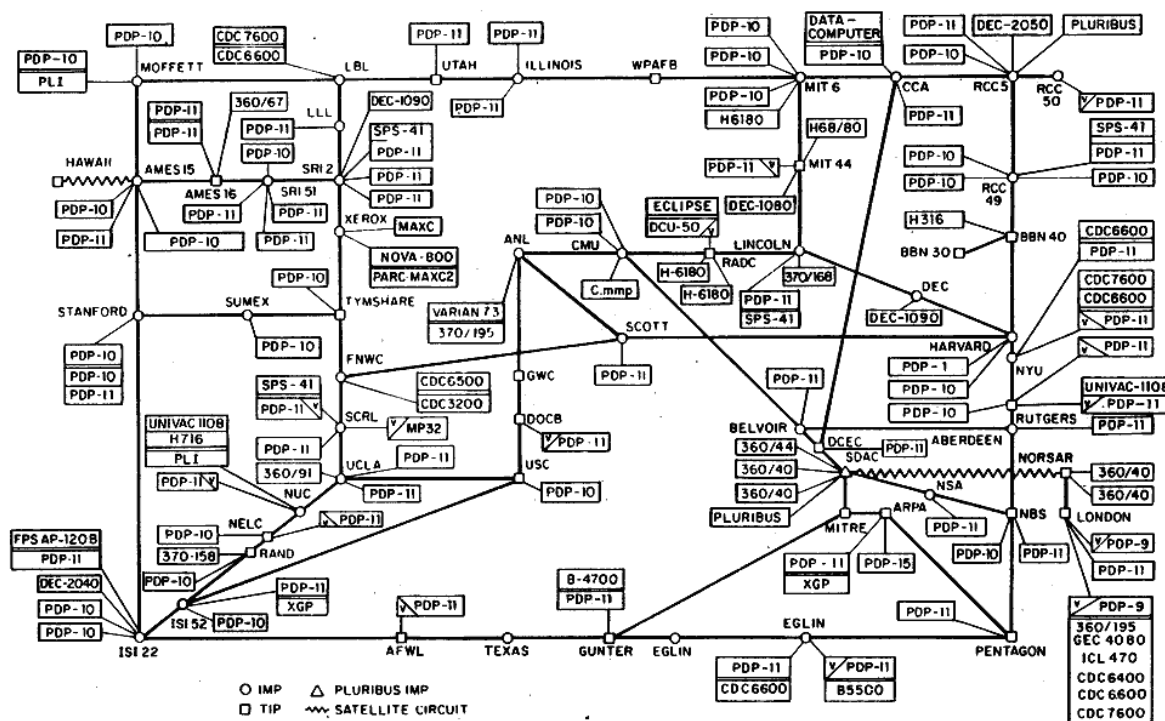 PDP-10
CDC7600
CDC6600
PDP-11
PDP-11
PDP-10
DATA-
COMPUTER
PDP-10
PDP-11
DEC-2050
PLURIBUS
PDP-10
PLI
MOFFETT
LBL
UTAH
ILLINOIS
WPAFB
PDP-10
PDP-10
PDP-10
H6180
MIT 6
CCA
PDP-11
RCC5
RCC
50
PDP-11
PDP-11
PDP-11
360/67
LLL
PDP-11
DEC-1090
PDP-11
PDP-10
SPS-41
PDP-11
PDP-11
PDP-11
H68/80
MIT 44
PDP-11
DEC-1080
SPS-41
PDP-11
PDP-10
PDP-10
PDP-10
RCC
49
HAWAII
AMES15
AMES16
SRI 51
SRI 2
PDP-10
PDP-11
PDP-10
PDP-11
PDP-11
PDP-11
XEROX
MAXC
NOVA-800
PARC-MAXC2
PDP-10
PDP-10
ECLIPSE
DCU-50
H316
BBN 40
BBN 30
CDC6600
PDP-11
ANL
CMU
RADC
LINCOLN
C.mmp
H-6180
H-6180
370/168
PDP-11
SPS-41
DEC
DEC-1090
CDC7600
CDC6600
PDP-11
PDP-11
STANFORD
SUMEX
TYMSHARE
PDP-10
PDP-10
VARIAN 73
370/195
SCOTT
PDP-11
HARVARD
NYU
PDP-10
PDP-10
PDP-11
FNWC
CDC6500
CDC3200
GWC
PDP-1
PDP-10
PDP-10
UNIVAC-1108
PDP-11
RUTGERS
PDP-11
SPS-41
PDP-11
SCRL
MP32
DOCB
PDP-11
PDP-11
BELVOIR
DCEC
PDP-11
ABERDEEN
UNIVAC 1108
H716
PLI
PDP-11
PDP-11
360/91
UCLA
PDP-11
PDP-11
USC
PDP-10
SDAC
360/44
360/40
360/40
PLURIBUS
NORSAR
360/40
360/40
NSA
PDP-11
NUC
NELC
PDP-10
PDP-11
370-158
RAND
MITRE
ARPA
PDP-11
XGP
PDP-15
NBS
PDP-10
PDP-11
LONDON
PDP-9
PDP-11
FPS AP-120B
PDP-11
DEC-2040
PDP-10
PDP-10
PDP-10
PDP-11
XGP
PDP-10
ISI 52
ISI 22
PDP-11
AFWL
TEXAS
B-4700
PDP-11
GUNTER
EGLIN
EGLIN
PDP-11
CDC6600
PDP-11
B5500
PDP-11
PENTAGON
PDP-9
360/195
GEC 4080
ICL 470
CDC6400
CDC6600
CDC7600
IMP
PLURIBUS IMP
TIP
SATELLITE CIRCUIT